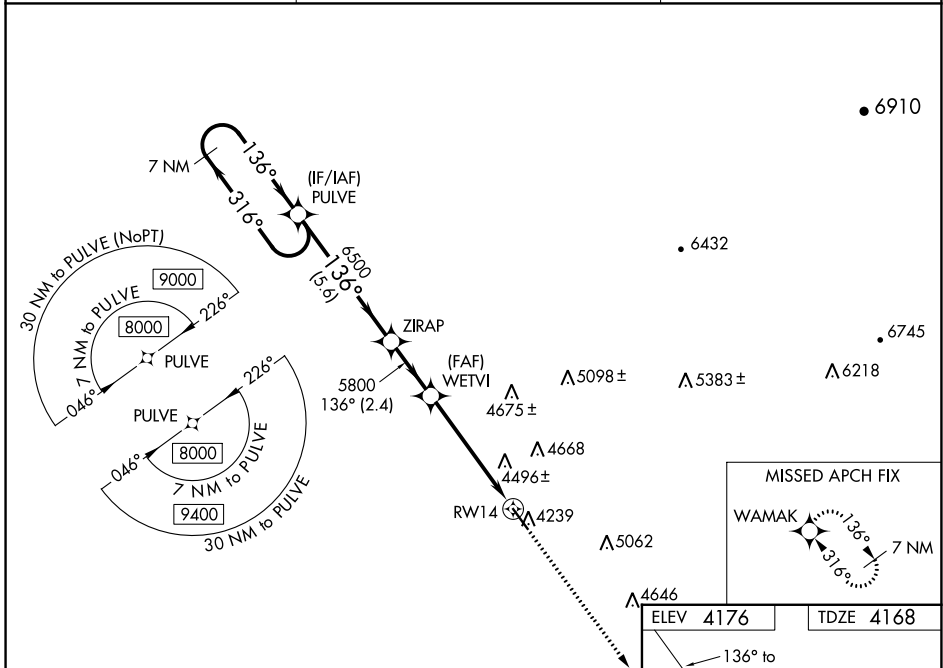 6910
7 NM
136°
316°
(IF/IAF)
PULVE
6432
30 NM to PULVE (NoPT)
9000
7 NM to PULVE
8000
226°
PULVE
046°
6500
136°
(5.6)
ZIRAP
6745
(FAF)
WETVI
5800
136° (2.4)
5098±
5383±
6218
4675±
226°
PULVE
046°
8000
7 NM to PULVE
9400
30 NM to PULVE
4668
4496±
RW14
4239
5062
MISSED APCH FIX
WAMAK
136°
316°
7 NM
4646
ELEV 4176
TDZE 4168
136° to